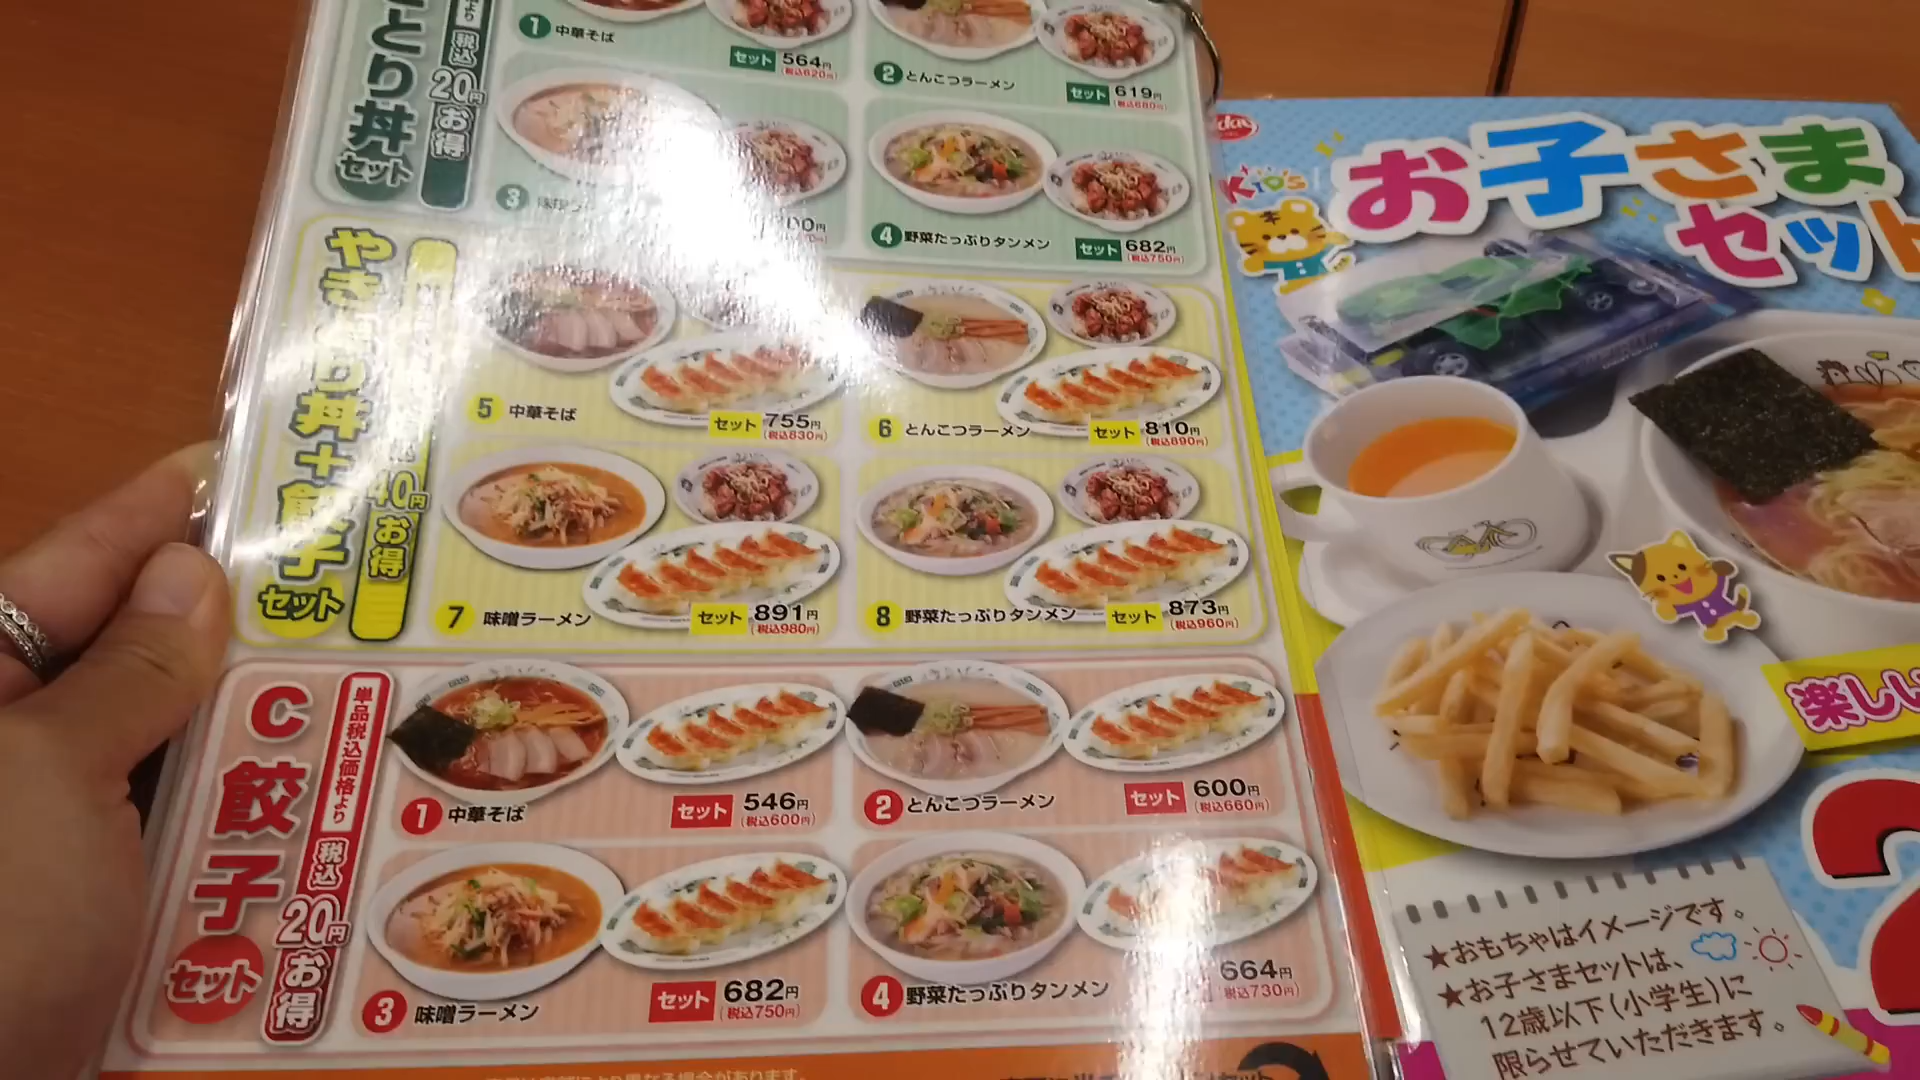 とり丼
セット
より
税込
20円
お得
1 中華そば
セット 564円
(税込620円)
2 とんこつラーメン
セット 619円
(税込680円)
3
4 野菜たっぷりタンメン
セット 682円
(税込750円)
やきとり丼+餃子
セット
40円
お得
5 中華そば
セット 755円
(税込830円)
6 とんこつラーメン
セット 810円
(税込890円)
7 味噌ラーメン
セット 891円
(税込980円)
8 野菜たっぷりタンメン
セット 873円
(税込960円)
C 餃子
セット
単品税込価格より
税込
20円
お得
1 中華そば
セット 546円
(税込600円)
2 とんこつラーメン
セット 600円
(税込660円)
3 味噌ラーメン
セット 682円
(税込750円)
4 野菜たっぷりタンメン
664円
(税込730円)
KIDS
お子さま
セット
楽しい
★おもちゃはイメージです。
★お子さまセットは、
12歳以下(小学生)に
限らせていただきます。